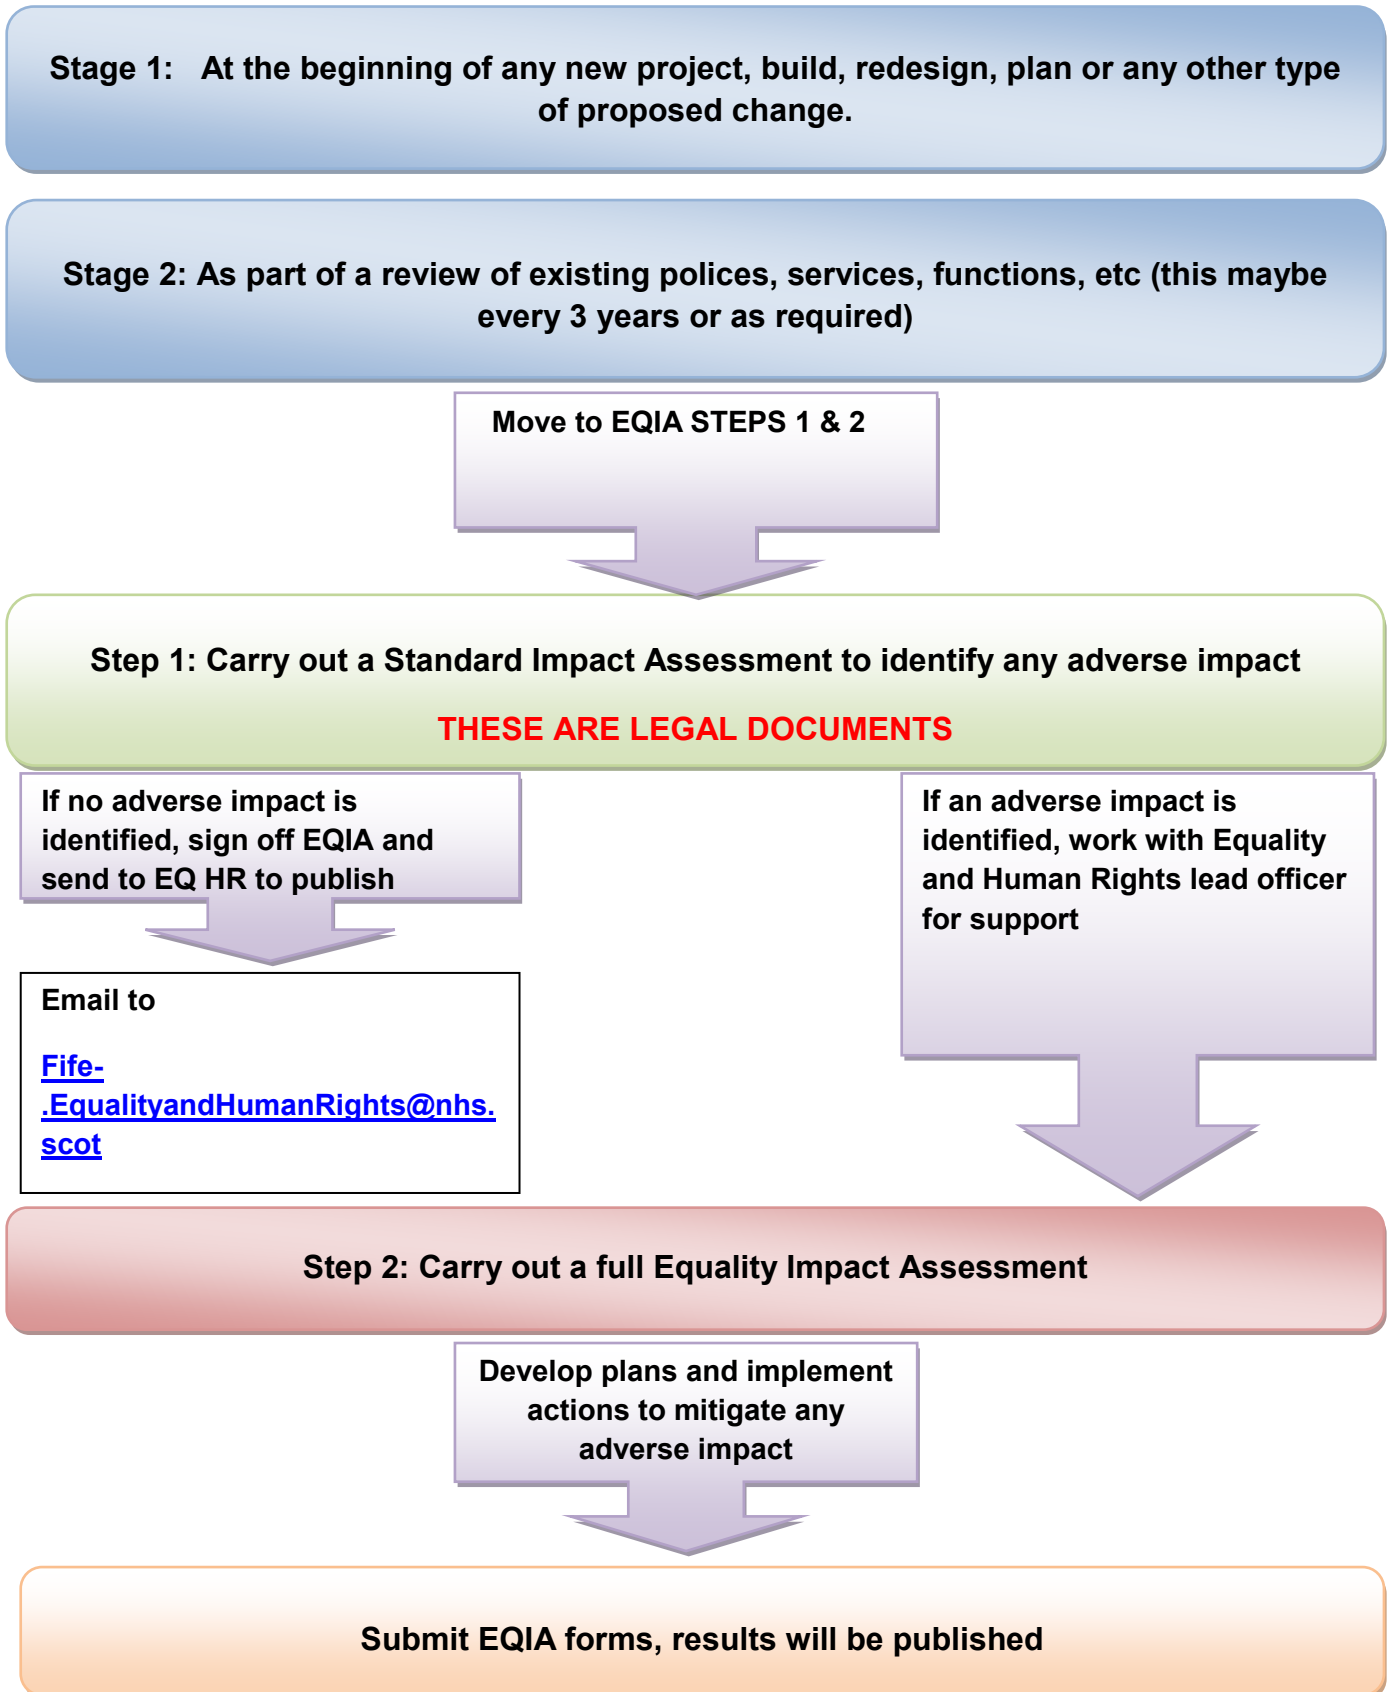 Stage 1: At the beginning of any new project, build, redesign, plan or any other type
of proposed change.
Stage 2: As part of a review of existing polices, services, functions, etc (this maybe
every 3 years or as required)
Move to EQIA STEPS 1 & 2
Step 1: Carry out a Standard Impact Assessment to identify any adverse impact
THESE ARE LEGAL DOCUMENTS
If no adverse impact is
identified, sign off EQIA and
send to EQ HR to publish
Email to
Fife-
.EqualityandHumanRights@nhs.
scot
If an adverse impact is
identified, work with Equality
and Human Rights lead officer
for support
Step 2: Carry out a full Equality Impact Assessment
Develop plans and implement
actions to mitigate any
adverse impact
Submit EQIA forms, results will be published